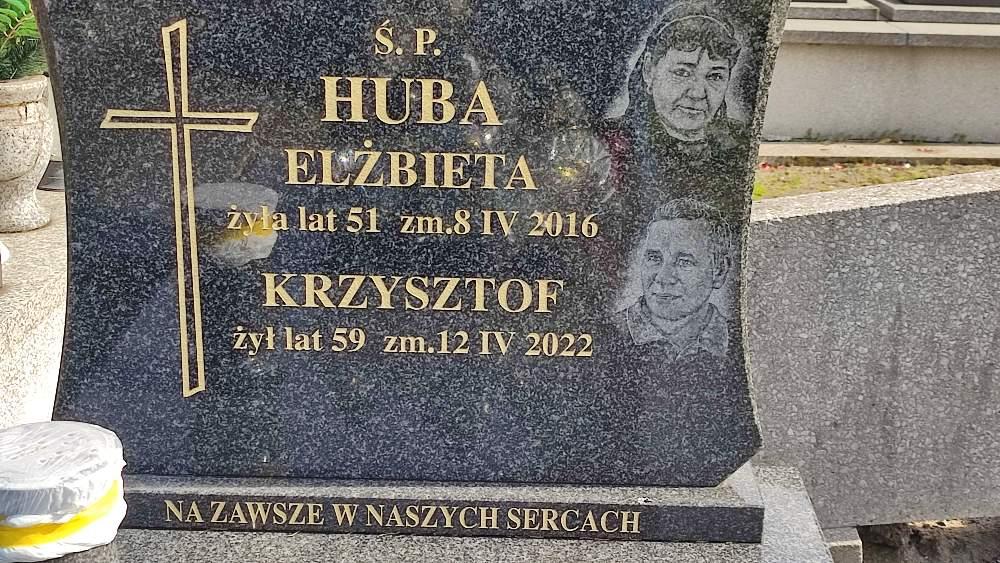 Ś. P.
HUBA
ELŻBIETA
żyła lat 51 zm.8 IV 2016
KRZYSZTOF
żył lat 59 zm.12 IV 2022
NA ZAWSZE W NASZYCH SERCACH